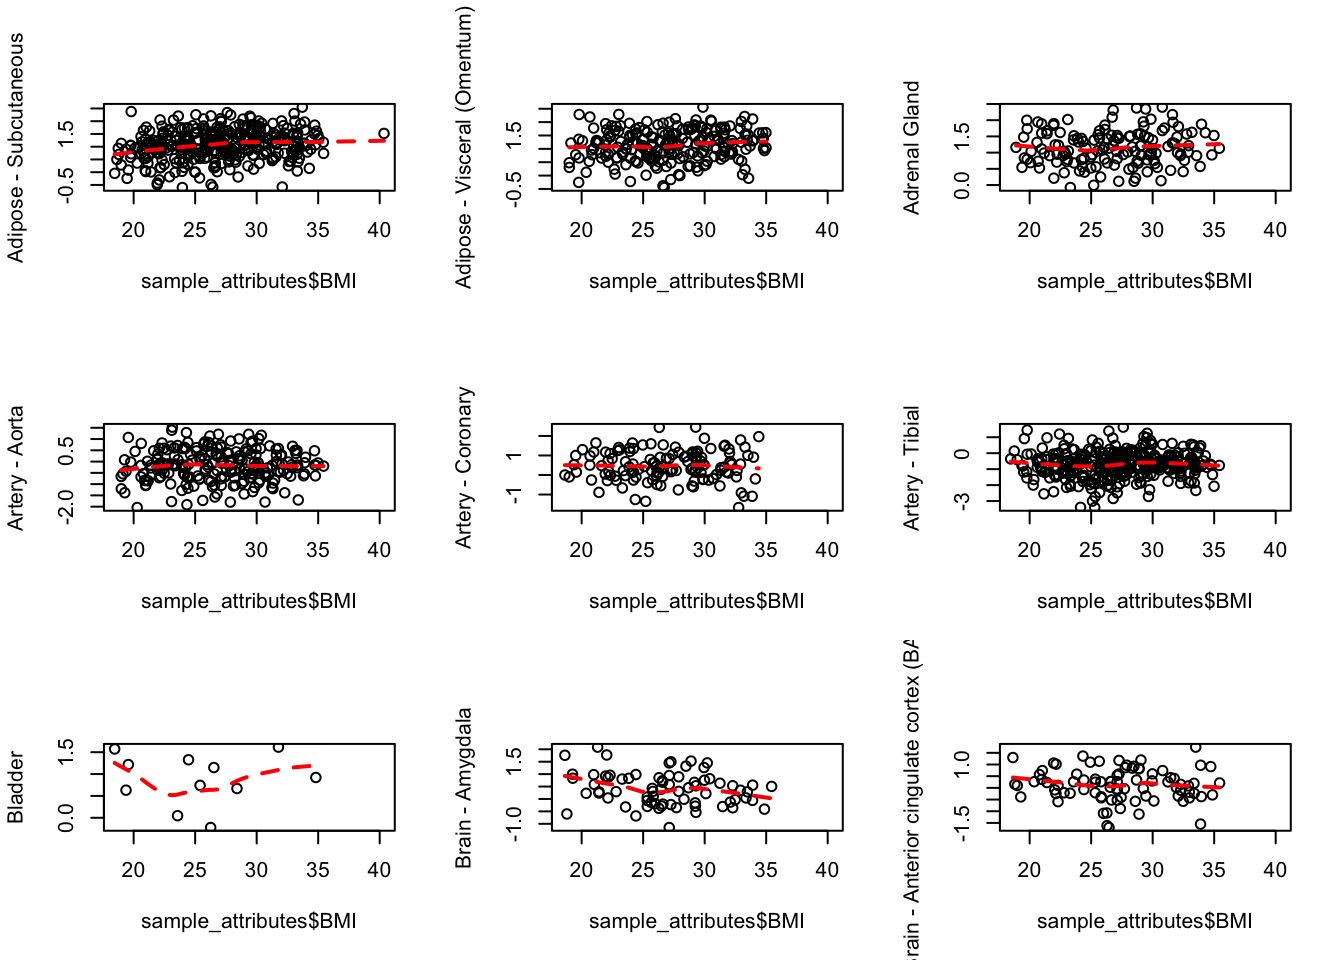 Adipose - Subcutaneous
-0.5 1.5
20 25 30 35 40
sample_attributes$BMI
Adipose - Visceral (Omentum)
-0.5 1.5
20 25 30 35 40
sample_attributes$BMI
Adrenal Gland
0.0 1.5
20 25 30 35 40
sample_attributes$BMI
Artery - Aorta
-2.0 0.5
20 25 30 35 40
sample_attributes$BMI
Artery - Coronary
-1 1
20 25 30 35 40
sample_attributes$BMI
Artery - Tibial
-3 0
20 25 30 35 40
sample_attributes$BMI
Bladder
0.0 1.5
20 25 30 35 40
sample_attributes$BMI
Brain - Amygdala
-1.0 1.5
20 25 30 35 40
sample_attributes$BMI
rain - Anterior cingulate cortex (BA
-1.5 1.0
20 25 30 35 40
sample_attributes$BMI